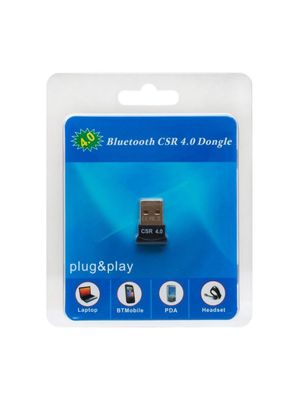 4.0
Bluetooth CSR 4.0 Dongle
CSR 4.0
plug&play
Laptop
BTMobile
PDA
Headset